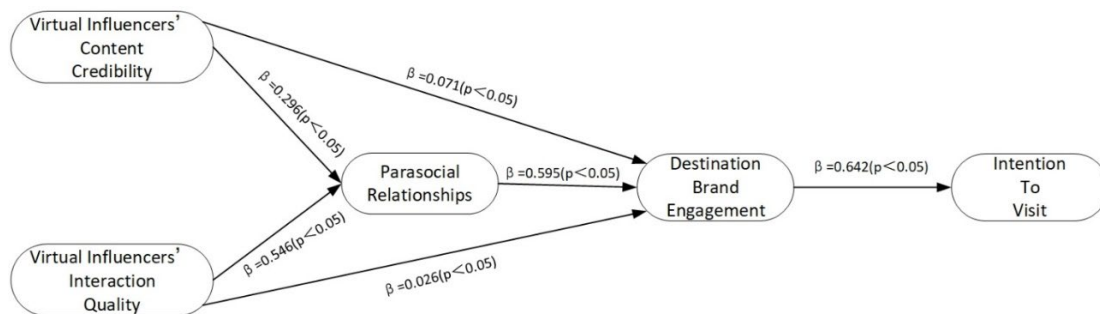 Virtual Influencers’
Content
Credibility
β=0.071(p<0.05)
β=0.296(p<0.05)
Parasocial
Relationships
β=0.595(p<0.05)
Destination
Brand
Engagement
β=0.642(p<0.05)
Intention
To
Visit
Virtual Influencers’
Interaction
Quality
β=0.546(p<0.05)
β=0.026(p<0.05)